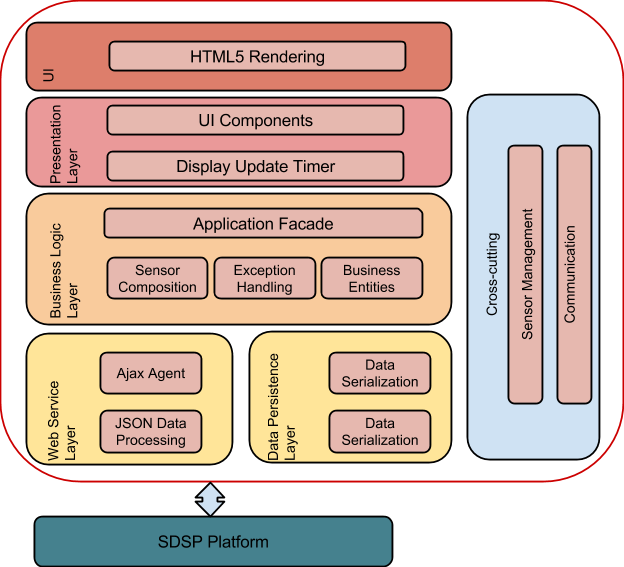 UI
HTML5 Rendering
Presentation
Layer
UI Components
Display Update Timer
Business Logic
Layer
Application Facade
Sensor
Composition
Exception
Handling
Business
Entities
Web Service
Layer
Ajax Agent
JSON Data
Processing
Data Persistence
Layer
Data
Serialization
Data
Serialization
Cross-cutting
Sensor Management
Communication
SDSP Platform